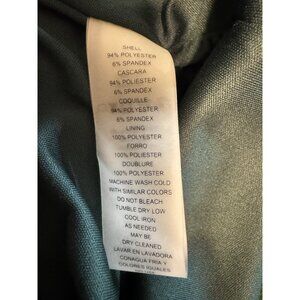 SHELL
94% POLYESTER
6% SPANDEX
CASCARA
94% POLIESTER
6% SPANDEX
COQUILLE
94% POLYESTER
6% SPANDEX
LINING
100% POLYESTER
FORRO
100% POLIESTER
DOUBLURE
100% POLYESTER
MACHINE WASH COLD
WITH SIMILAR COLORS
DO NOT BLEACH
TUMBLE DRY LOW
COOL IRON
AS NEEDED
MAY BE
DRY CLEANED
LAVAR EN LAVADORA
CONAGUA FRIA Y
COLORES IGUALES